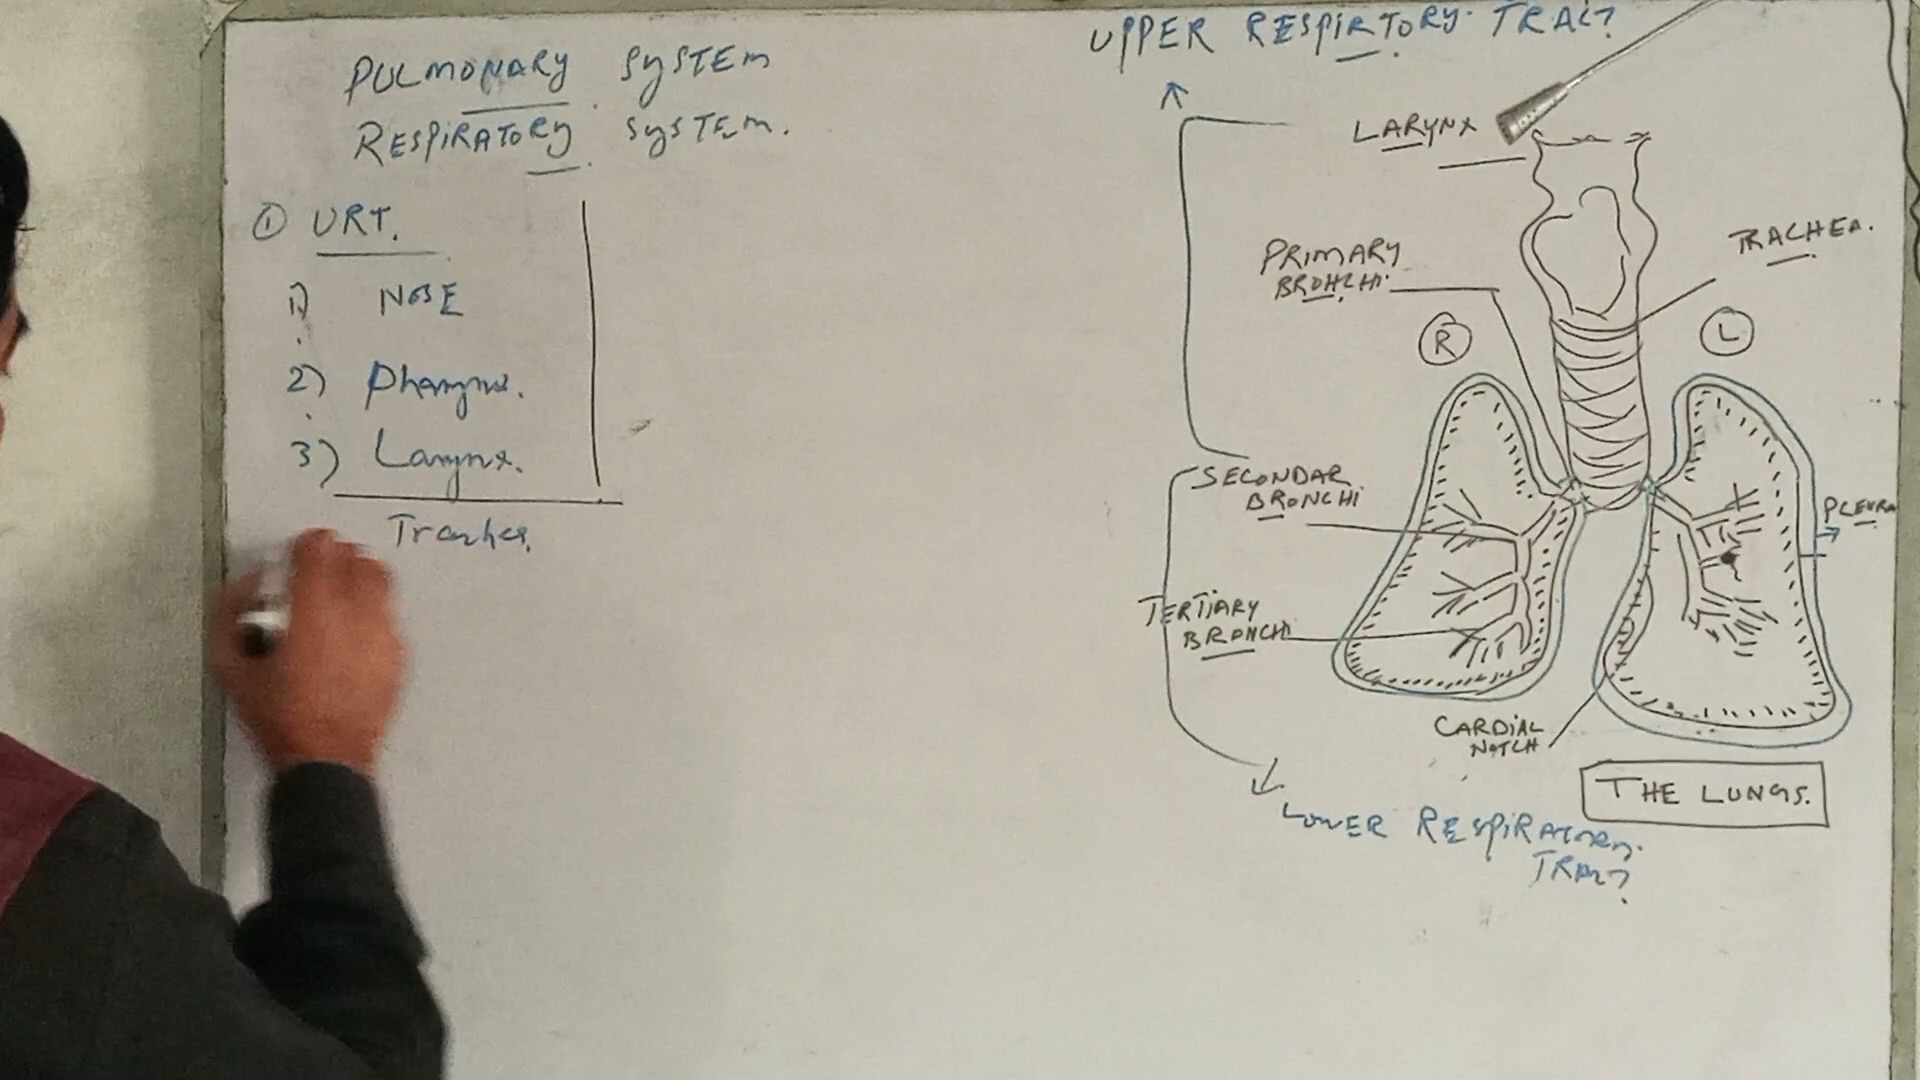 PULMONARY SYSTEM
RESPIRATORY SYSTEM.
① URT.
1) NOSE
2) Pharynx.
3) Larynx.
Trachea.
UPPER RESPIRTORY TRACT
LARYNX
PRIMARY
BRONCHI.
TRACHEA.
R
L
SECONDAR
BRONCHI
PLEURA
TERTIARY
BRONCHI
CARDIAL
NOTCH
THE LUNGS.
LOWER RESPIRATORY
TRACT